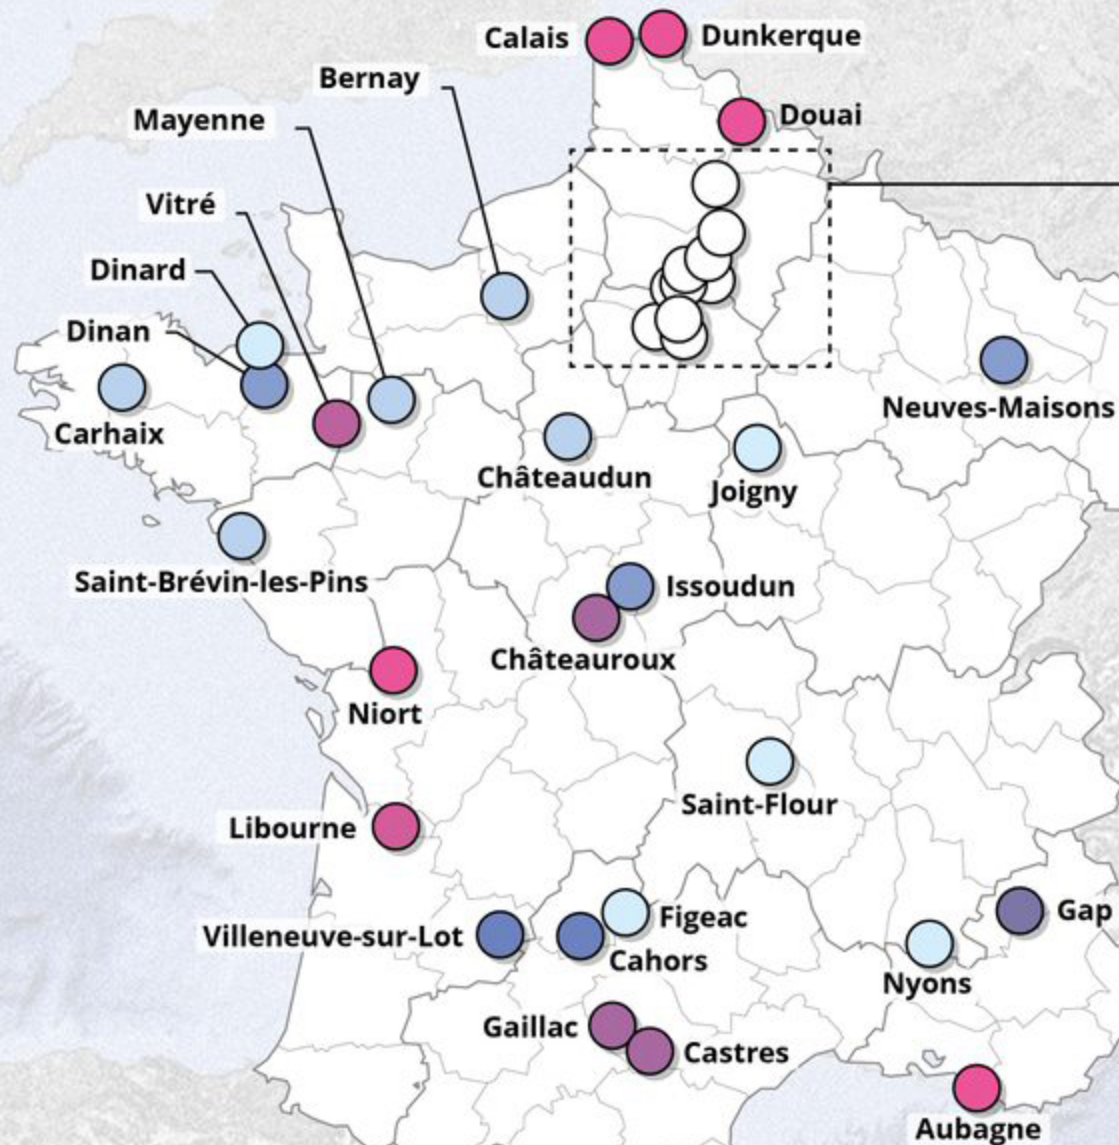 Calais
Dunkerque
Bernay
Douai
Mayenne
Vitré
Dinard
Dinan
Carhaix
Neuves-Maisons
Châteaudun
Joigny
Saint-Brévin-les-Pins
Issoudun
Châteauroux
Niort
Saint-Flour
Libourne
Figeac
Gap
Villeneuve-sur-Lot
Cahors
Nyons
Gaillac
Castres
Aubagne